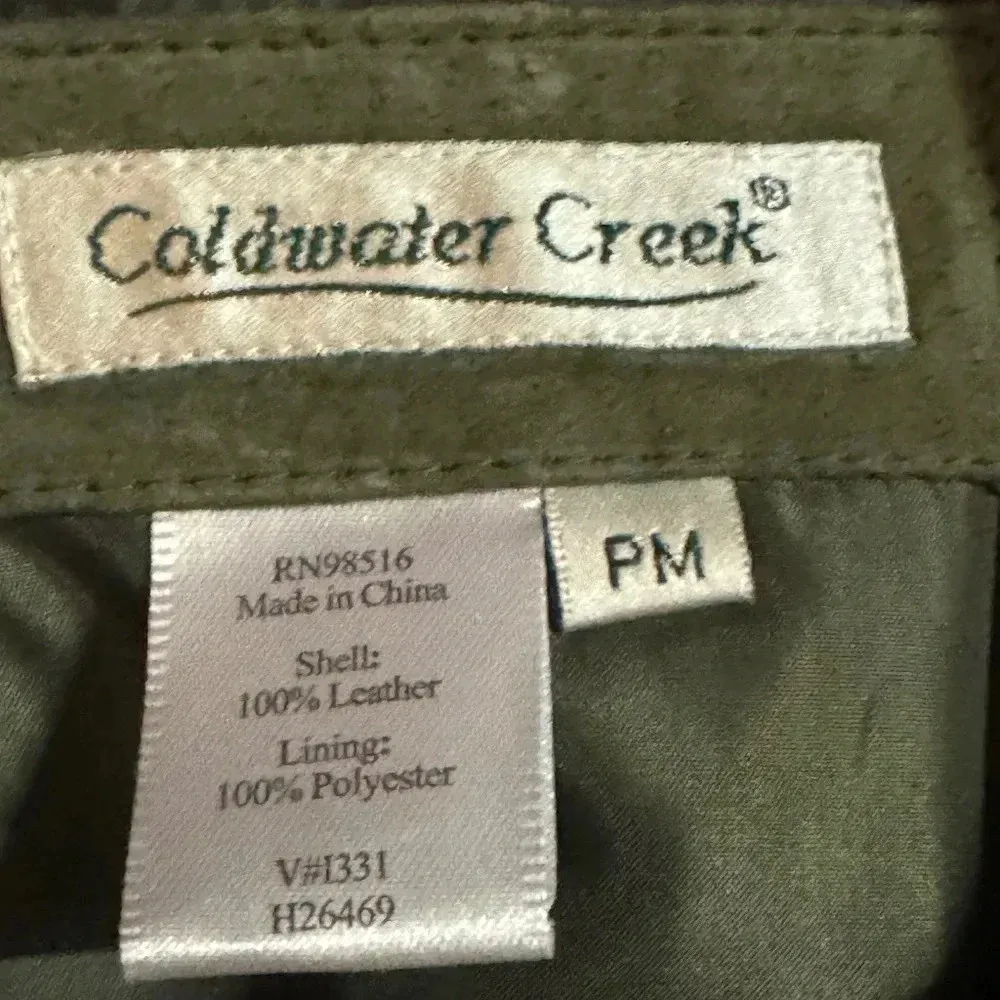 Coldwater Creek®
PM
RN98516
Made in China
Shell:
100% Leather
Lining:
100% Polyester
V#I331
H26469